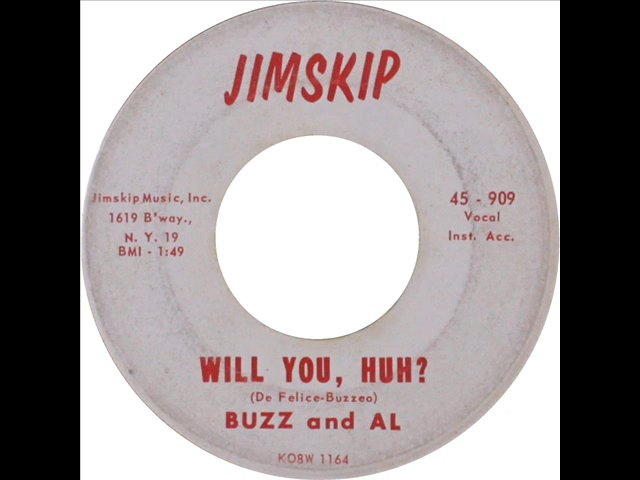 JIMSKIP
Jimskip Music, Inc.
1619 B'way.,
N. Y. 19
BMI - 1:49
45 - 909
Vocal
Inst. Acc.
WILL YOU, HUH?
(De Felice-Buzzeo)
BUZZ and AL
KO8W 1164